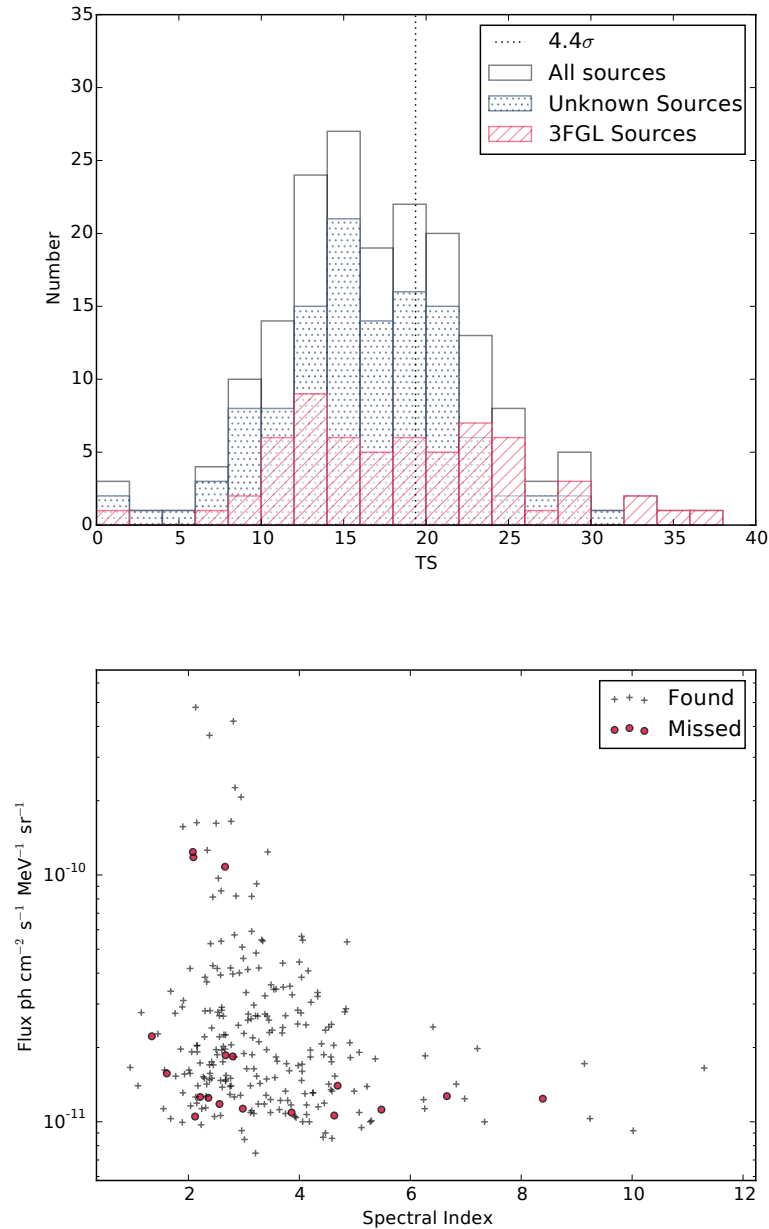 35
30
25
20
15
10
5
0
Number
4.4σ
All sources
Unknown Sources
3FGL Sources
0 5 10 15 20 25 30 35 40
TS
Found
Missed
10⁻¹⁰
10⁻¹¹
Flux ph cm⁻² s⁻¹ MeV⁻¹ sr⁻¹
2 4 6 8 10 12
Spectral Index